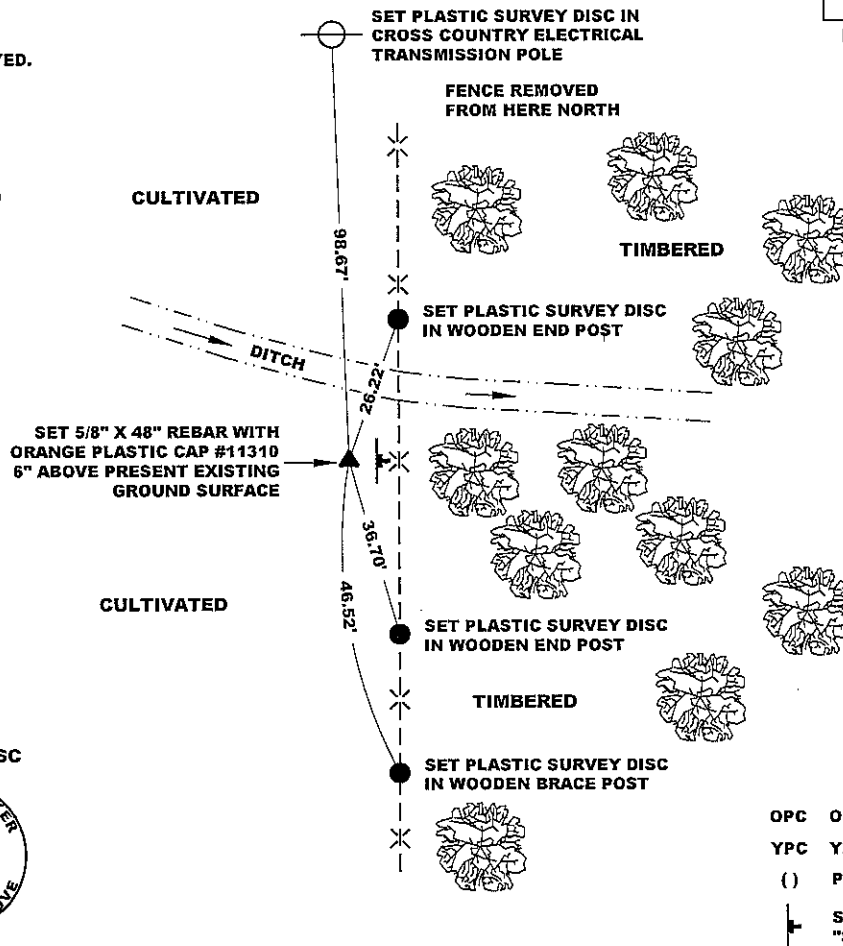 SET PLASTIC SURVEY DISC IN
CROSS COUNTRY ELECTRICAL
TRANSMISSION POLE
FENCE REMOVED
FROM HERE NORTH
CULTIVATED
TIMBERED
98.67'
SET PLASTIC SURVEY DISC
IN WOODEN END POST
DITCH
26.22'
SET 5/8" X 48" REBAR WITH
ORANGE PLASTIC CAP #11310
6" ABOVE PRESENT EXISTING
GROUND SURFACE
36.70'
46.52'
CULTIVATED
SET PLASTIC SURVEY DISC
IN WOODEN END POST
TIMBERED
SET PLASTIC SURVEY DISC
IN WOODEN BRACE POST
OPC O
YPC Y
( ) P